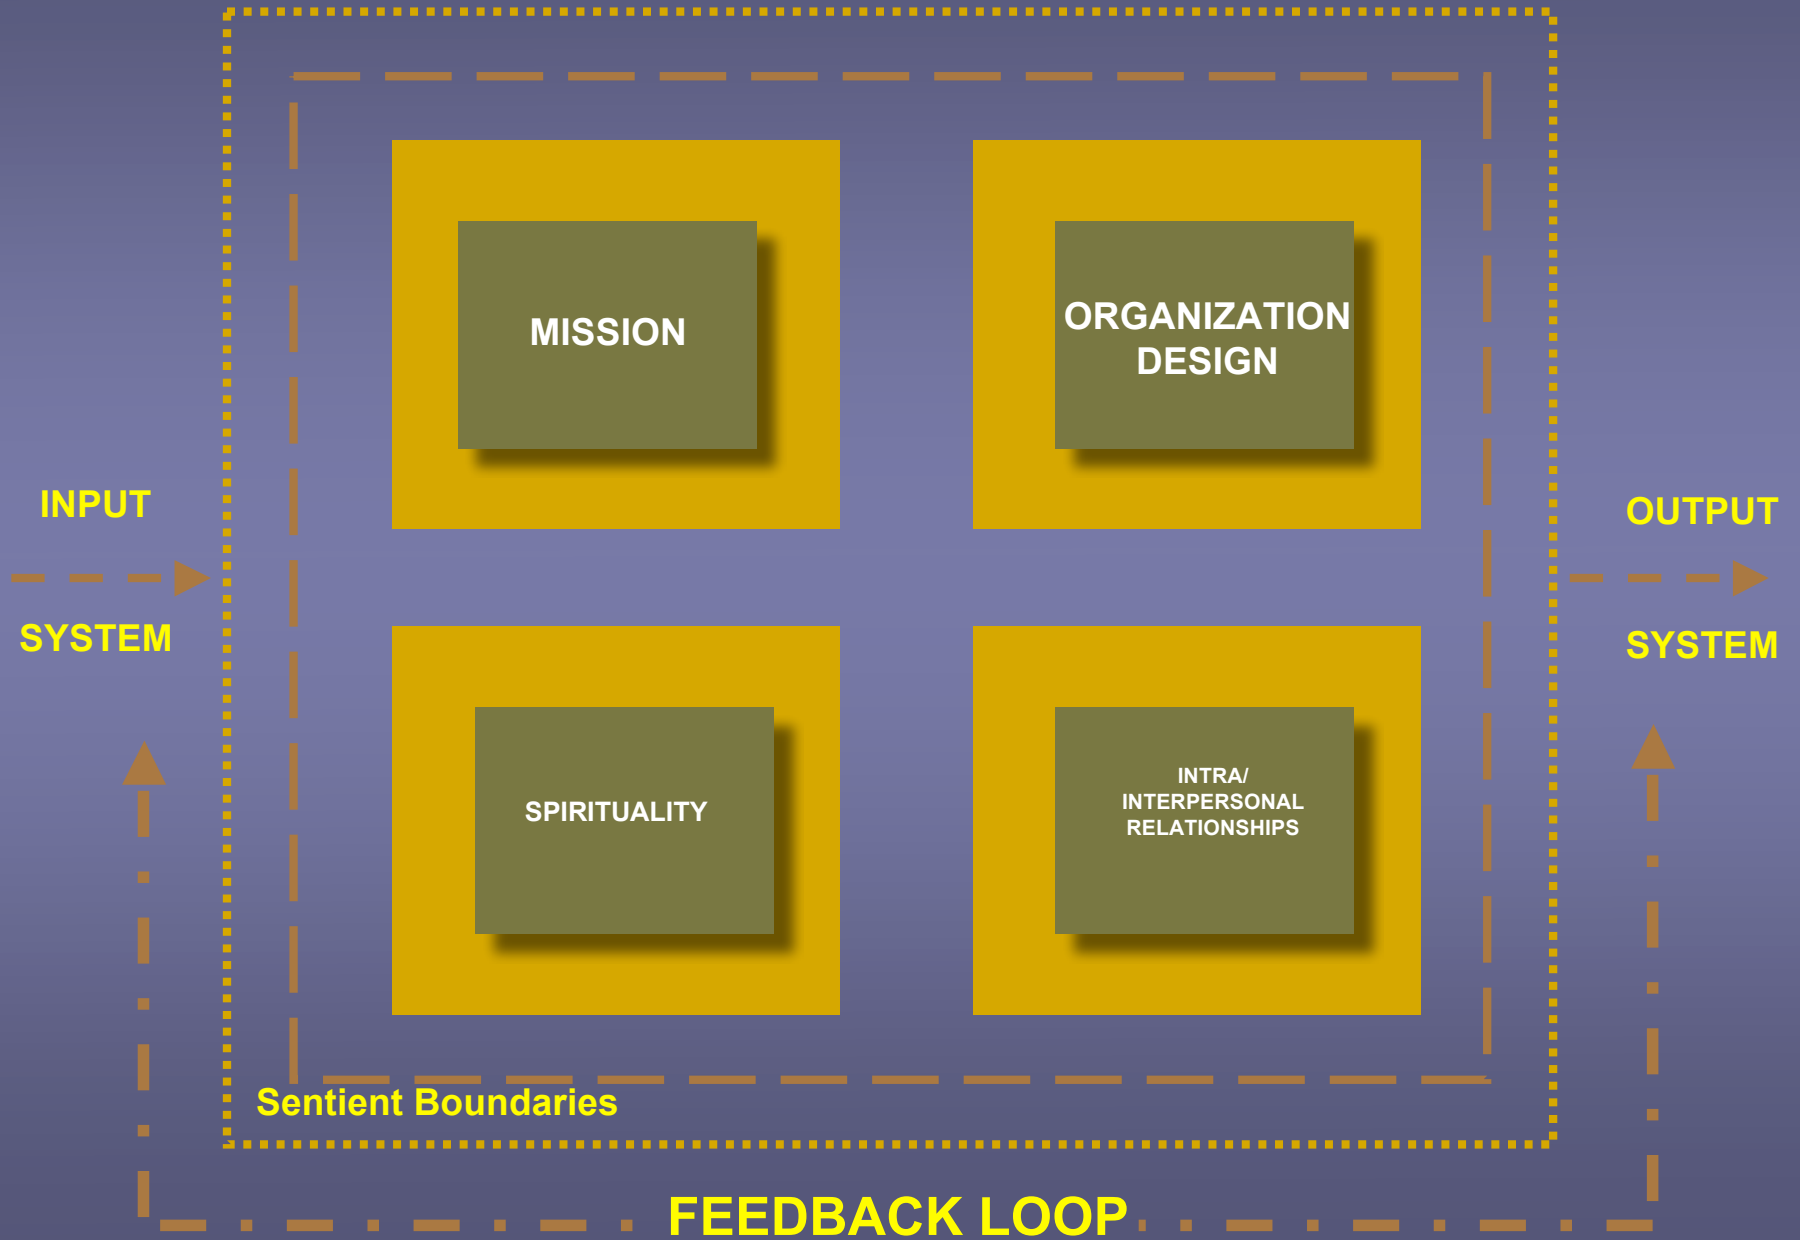 MISSION
ORGANIZATION
DESIGN
INPUT
SYSTEM
OUTPUT
SYSTEM
SPIRITUALITY
INTRA/
INTERPERSONAL
RELATIONSHIPS
Sentient Boundaries
FEEDBACK LOOP